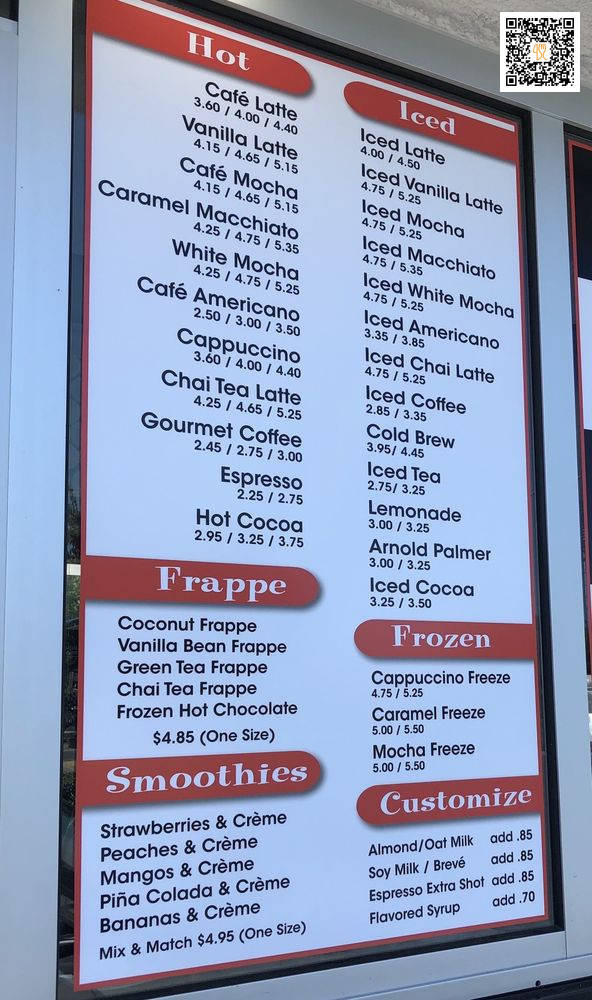 Hot
Café Latte
3.60 / 4.00 / 4.40
Vanilla Latte
4.15 / 4.65 / 5.15
Café Mocha
4.15 / 4.65 / 5.15
Caramel Macchiato
4.25 / 4.75 / 5.35
White Mocha
4.25 / 4.75 / 5.25
Café Americano
2.50 / 3.00 / 3.50
Cappuccino
3.60 / 4.00 / 4.40
Chai Tea Latte
4.25 / 4.65 / 5.25
Gourmet Coffee
2.45 / 2.75 / 3.00
Espresso
2.25 / 2.75
Hot Cocoa
2.95 / 3.25 / 3.75
Frappe
Coconut Frappe
Vanilla Bean Frappe
Green Tea Frappe
Chai Tea Frappe
Frozen Hot Chocolate
$4.85 (One Size)
Smoothies
Strawberries & Crème
Peaches & Crème
Mangos & Crème
Piña Colada & Crème
Bananas & Crème
Mix & Match $4.95 (One Size)
Iced
Iced Latte
4.00 / 4.50
Iced Vanilla Latte
4.75 / 5.25
Iced Mocha
4.75 / 5.25
Iced Macchiato
4.75 / 5.35
Iced White Mocha
4.75 / 5.25
Iced Americano
3.35 / 3.85
Iced Chai Latte
4.75 / 5.25
Iced Coffee
2.85 / 3.35
Cold Brew
3.95/ 4.45
Iced Tea
2.75/ 3.25
Lemonade
3.00 / 3.25
Arnold Palmer
3.00 / 3.25
Iced Cocoa
3.25 / 3.50
Frozen
Cappuccino Freeze
4.75 / 5.25
Caramel Freeze
5.00 / 5.50
Mocha Freeze
5.00 / 5.50
Customize
Almond/Oat Milk add .85
Soy Milk / Brevé add .85
Espresso Extra Shot add .85
Flavored Syrup add .70